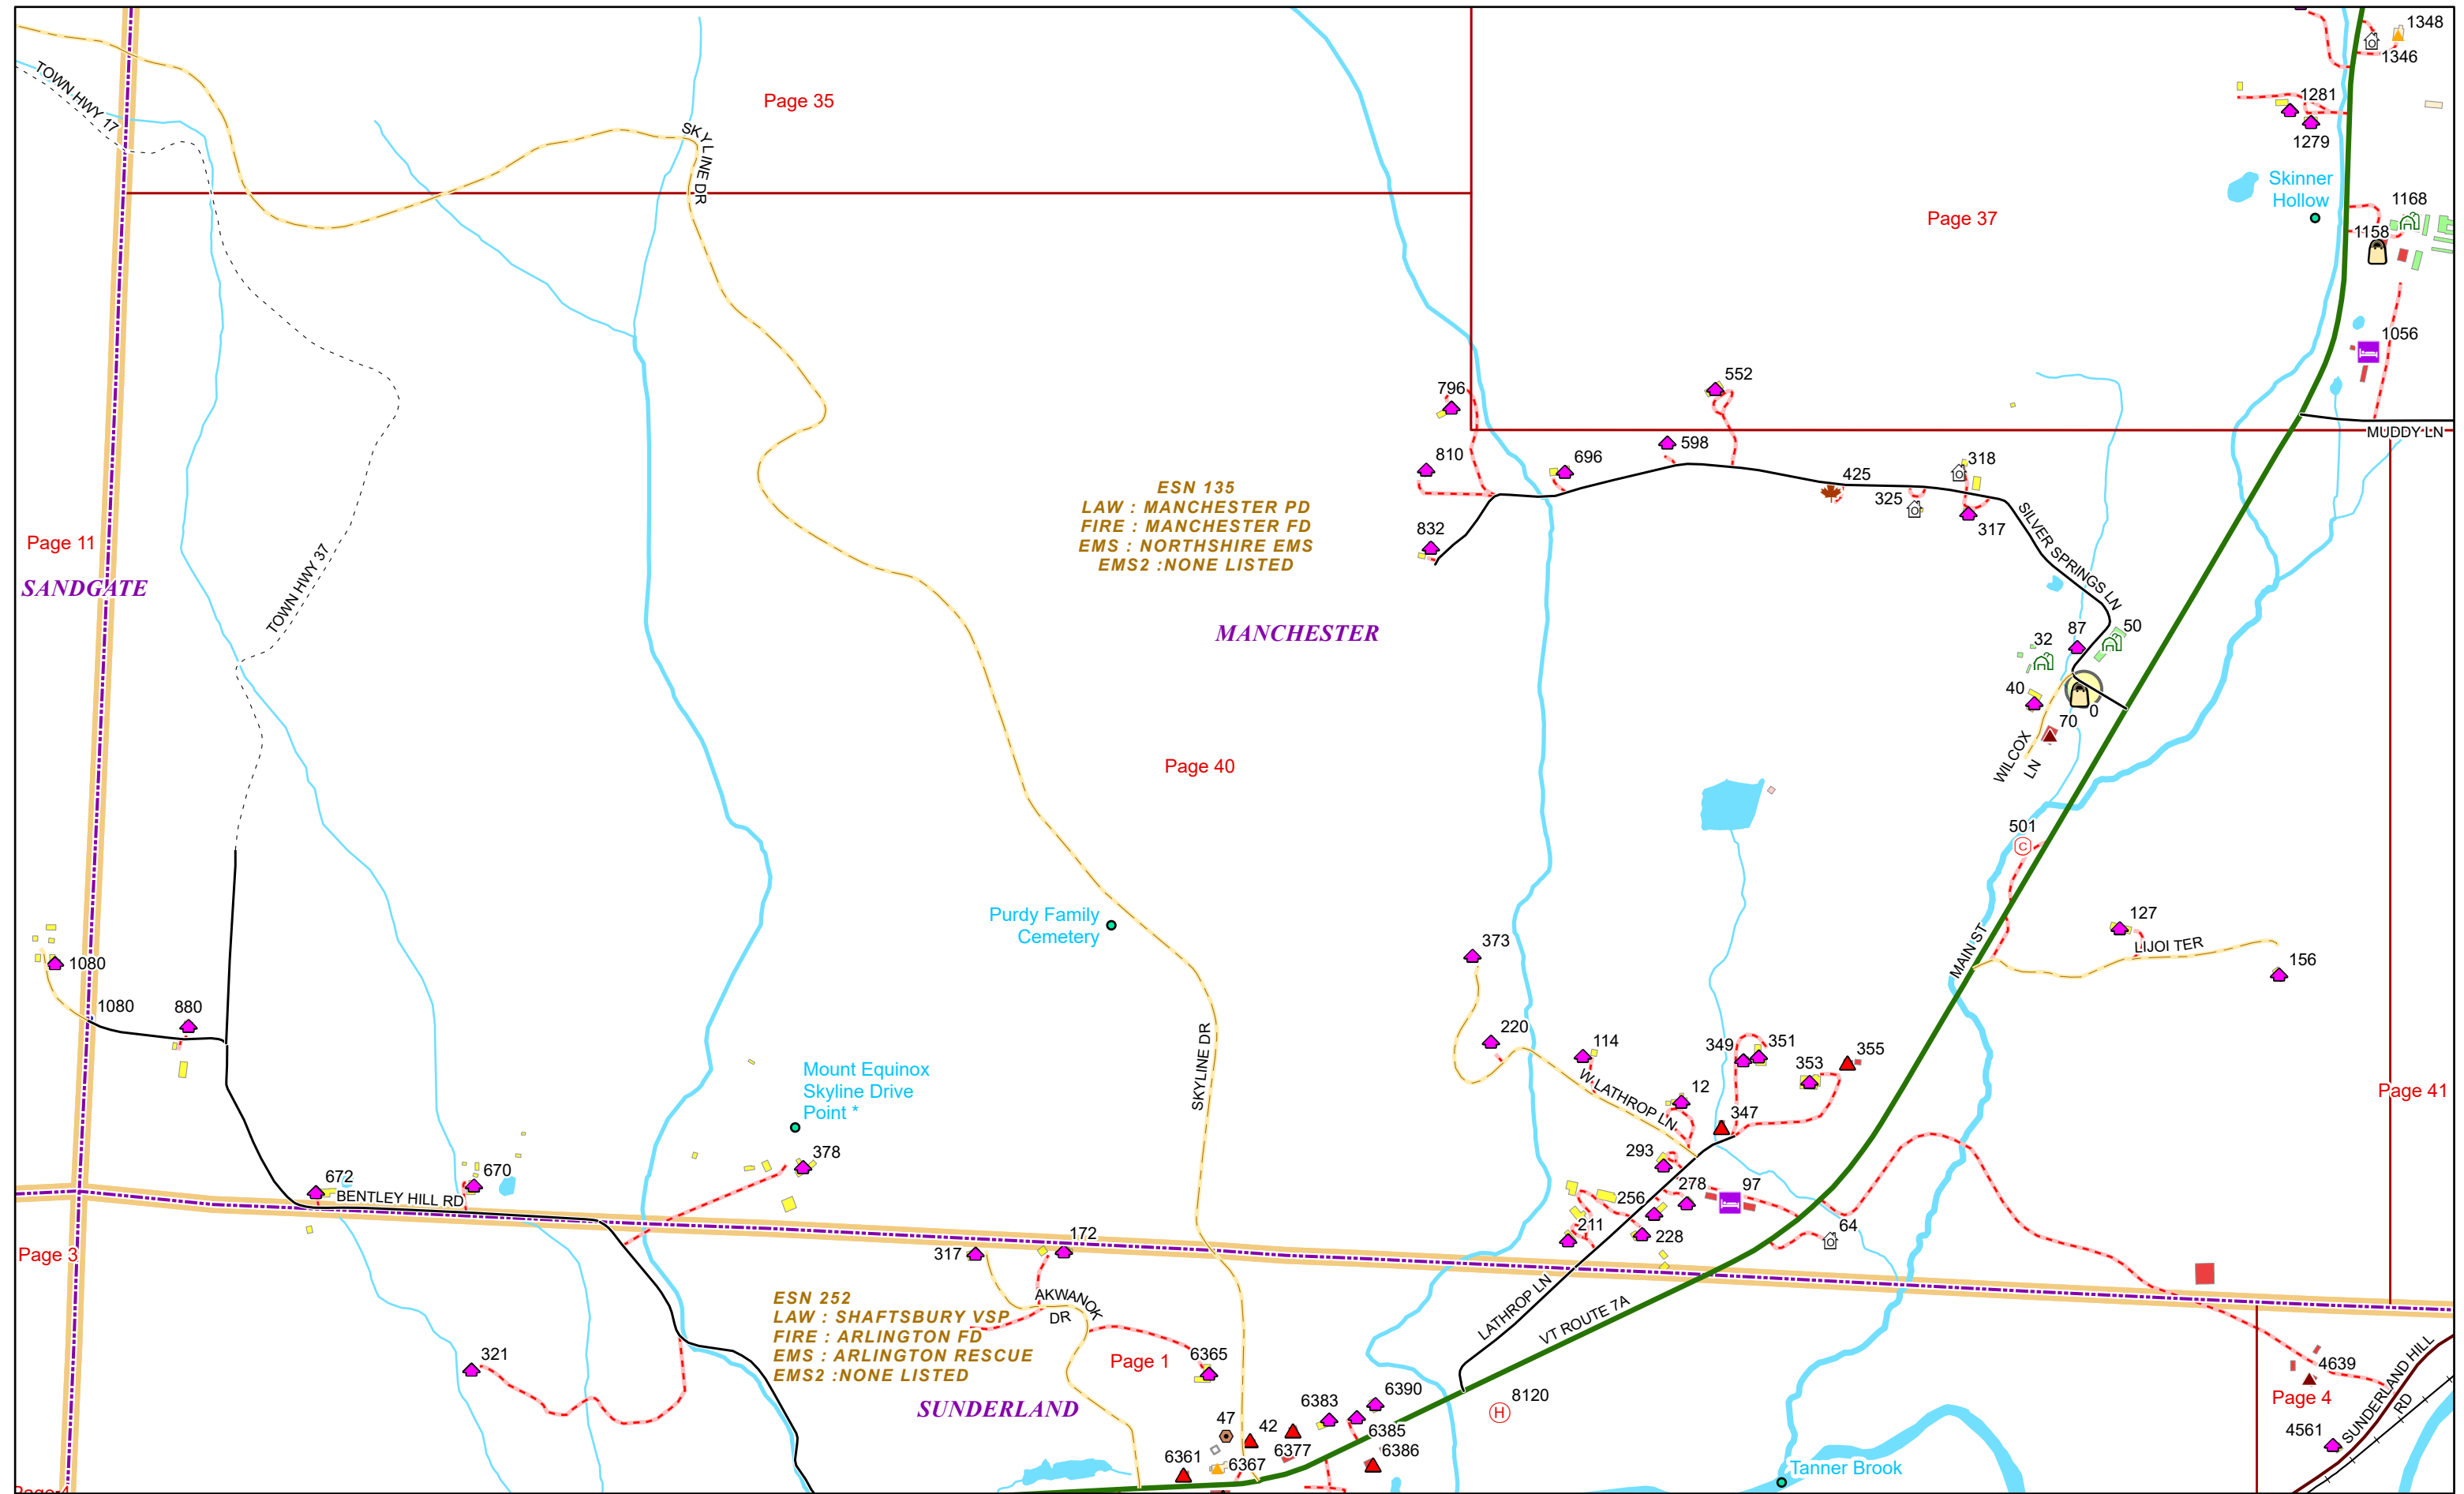 1348
1346
TOWN HWY 17
Page 35
SKYLINE DR
1281
1279
Skinner
Hollow
Page 37
1168
1158
1056
MUDDY LN
796
552
810
696
598
425
318
325
317
832
ESN 135
LAW : MANCHESTER PD
FIRE : MANCHESTER FD
EMS : NORTHSHIRE EMS
EMS2 :NONE LISTED
SILVER SPRINGS LN
Page 11
SANDGATE
TOWN HWY 37
MANCHESTER
87
50
32
40
0
70
WILCOX
LN
Page 40
501
Ⓒ
Purdy Family
Cemetery
MAIN ST
127
LIJOI TER
156
373
1080
1080
880
SKYLINE DR
220
114
349
351
353
355
Mount Equinox
Skyline Drive
Point *
W LATHROP LN
12
347
Page 41
378
293
278
97
256
211
228
64
672
670
BENTLEY HILL RD
Page 3
317
172
AKWANOK
DR
ESN 252
LAW : SHAFTSBURY VSP
FIRE : ARLINGTON FD
EMS : ARLINGTON RESCUE
EMS2 :NONE LISTED
LATHROP LN
VT ROUTE 7A
321
Page 1
6365
SUNDERLAND
6390
6383
6385
6386
8120
Ⓗ
47
42
6377
6361
6367
4639
Page 4
SUNDERLAND HILL
RD
4561
Tanner Brook
Page 4